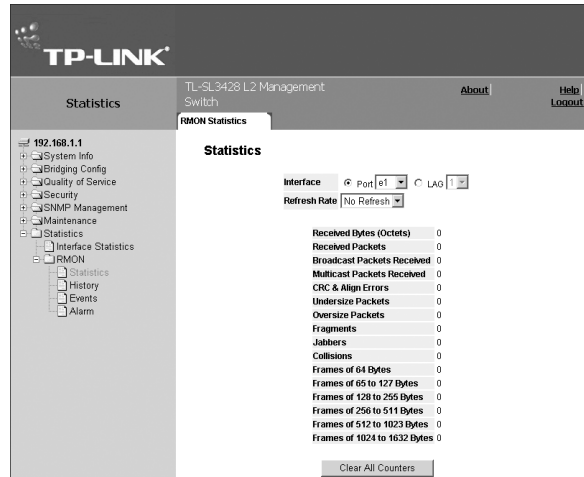 TP-LINK
Statistics
TL-SL3428 L2 Management
Switch
About
Help
Logout
RMON Statistics
192.168.1.1
System Info
Bridging Config
Quality of Service
Security
SNMP Management
Maintenance
Statistics
Interface Statistics
RMON
Statistics
History
Events
Alarm
Statistics
Interface Port e1 LAG 1
Refresh Rate No Refresh
Received Bytes (Octets) 0
Received Packets 0
Broadcast Packets Received 0
Multicast Packets Received 0
CRC & Align Errors 0
Undersize Packets 0
Oversize Packets 0
Fragments 0
Jabbers 0
Collisions 0
Frames of 64 Bytes 0
Frames of 65 to 127 Bytes 0
Frames of 128 to 255 Bytes 0
Frames of 256 to 511 Bytes 0
Frames of 512 to 1023 Bytes 0
Frames of 1024 to 1632 Bytes 0
Clear All Counters